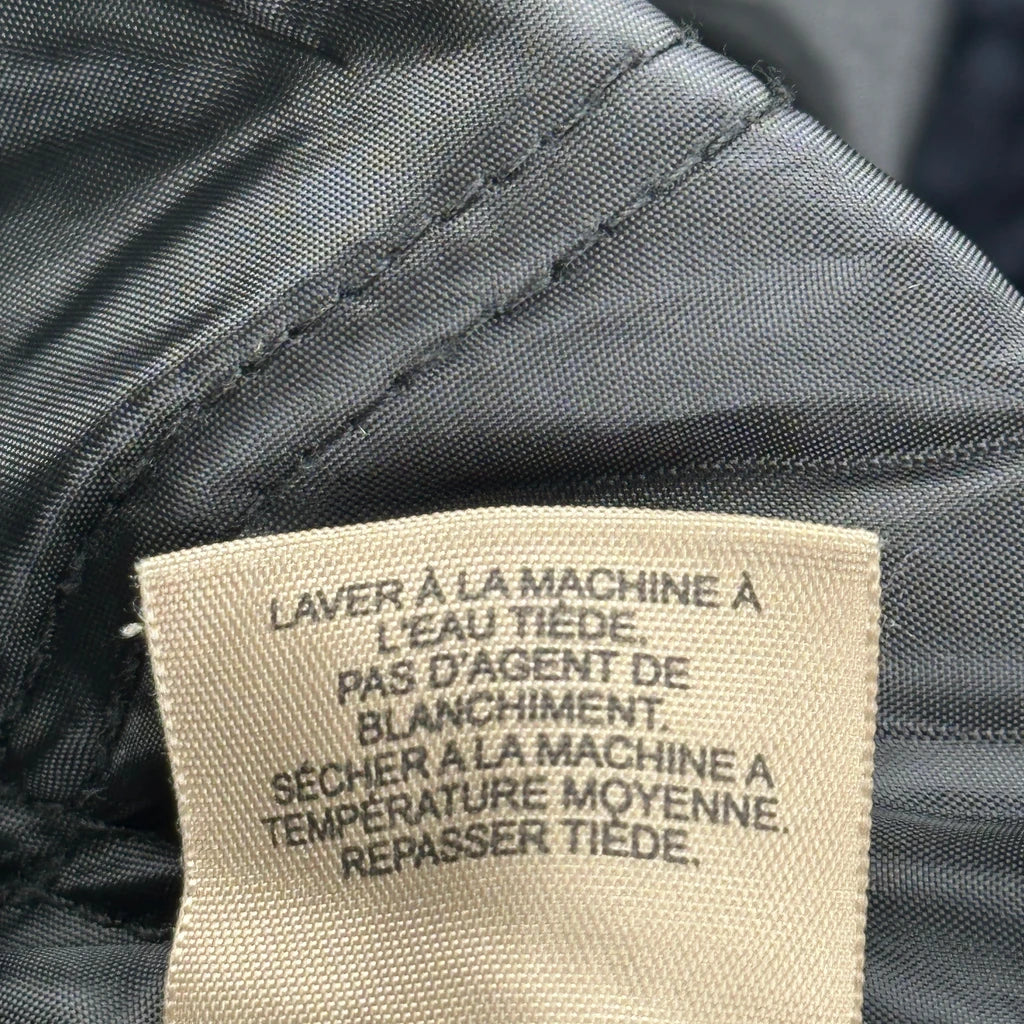 LAVER À LA MACHINE À
L'EAU TIÈDE.
PAS D'AGENT DE
BLANCHIMENT.
SÉCHER A LA MACHINE A
TEMPÉRATURE MOYENNE.
REPASSER TIÈDE.